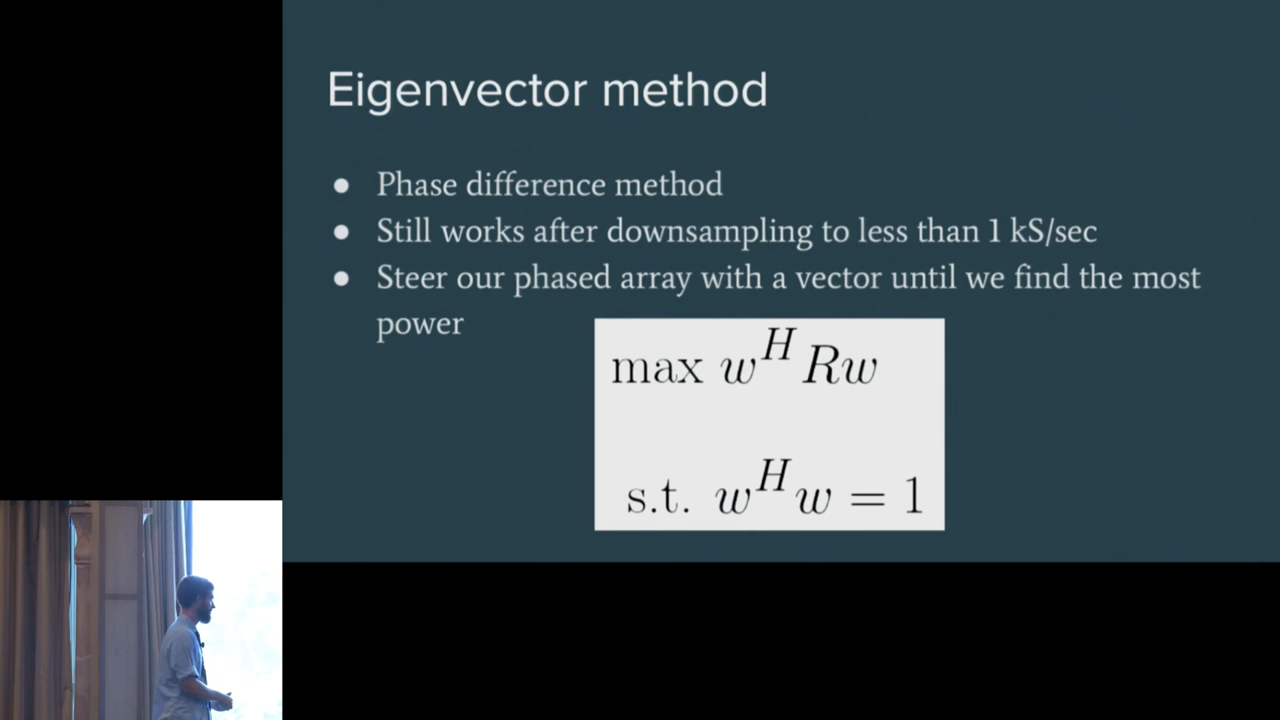 Eigenvector method
● Phase difference method
● Still works after downsampling to less than 1 kS/sec
● Steer our phased array with a vector until we find the most
power
max w^H Rw
s.t. w^H w = 1